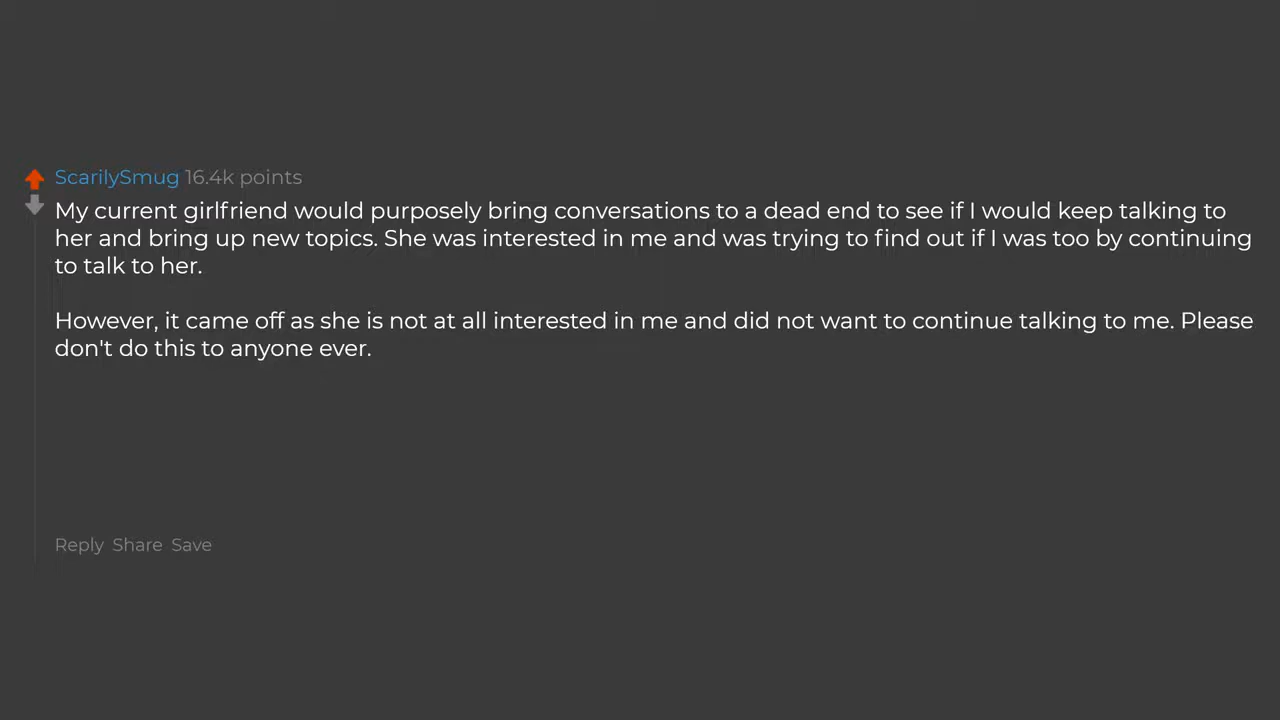 ScarilySmug 16.4k points
My current girlfriend would purposely bring conversations to a dead end to see if I would keep talking to
her and bring up new topics. She was interested in me and was trying to find out if I was too by continuing
to talk to her.
However, it came off as she is not at all interested in me and did not want to continue talking to me. Please
don't do this to anyone ever.
Reply Share Save